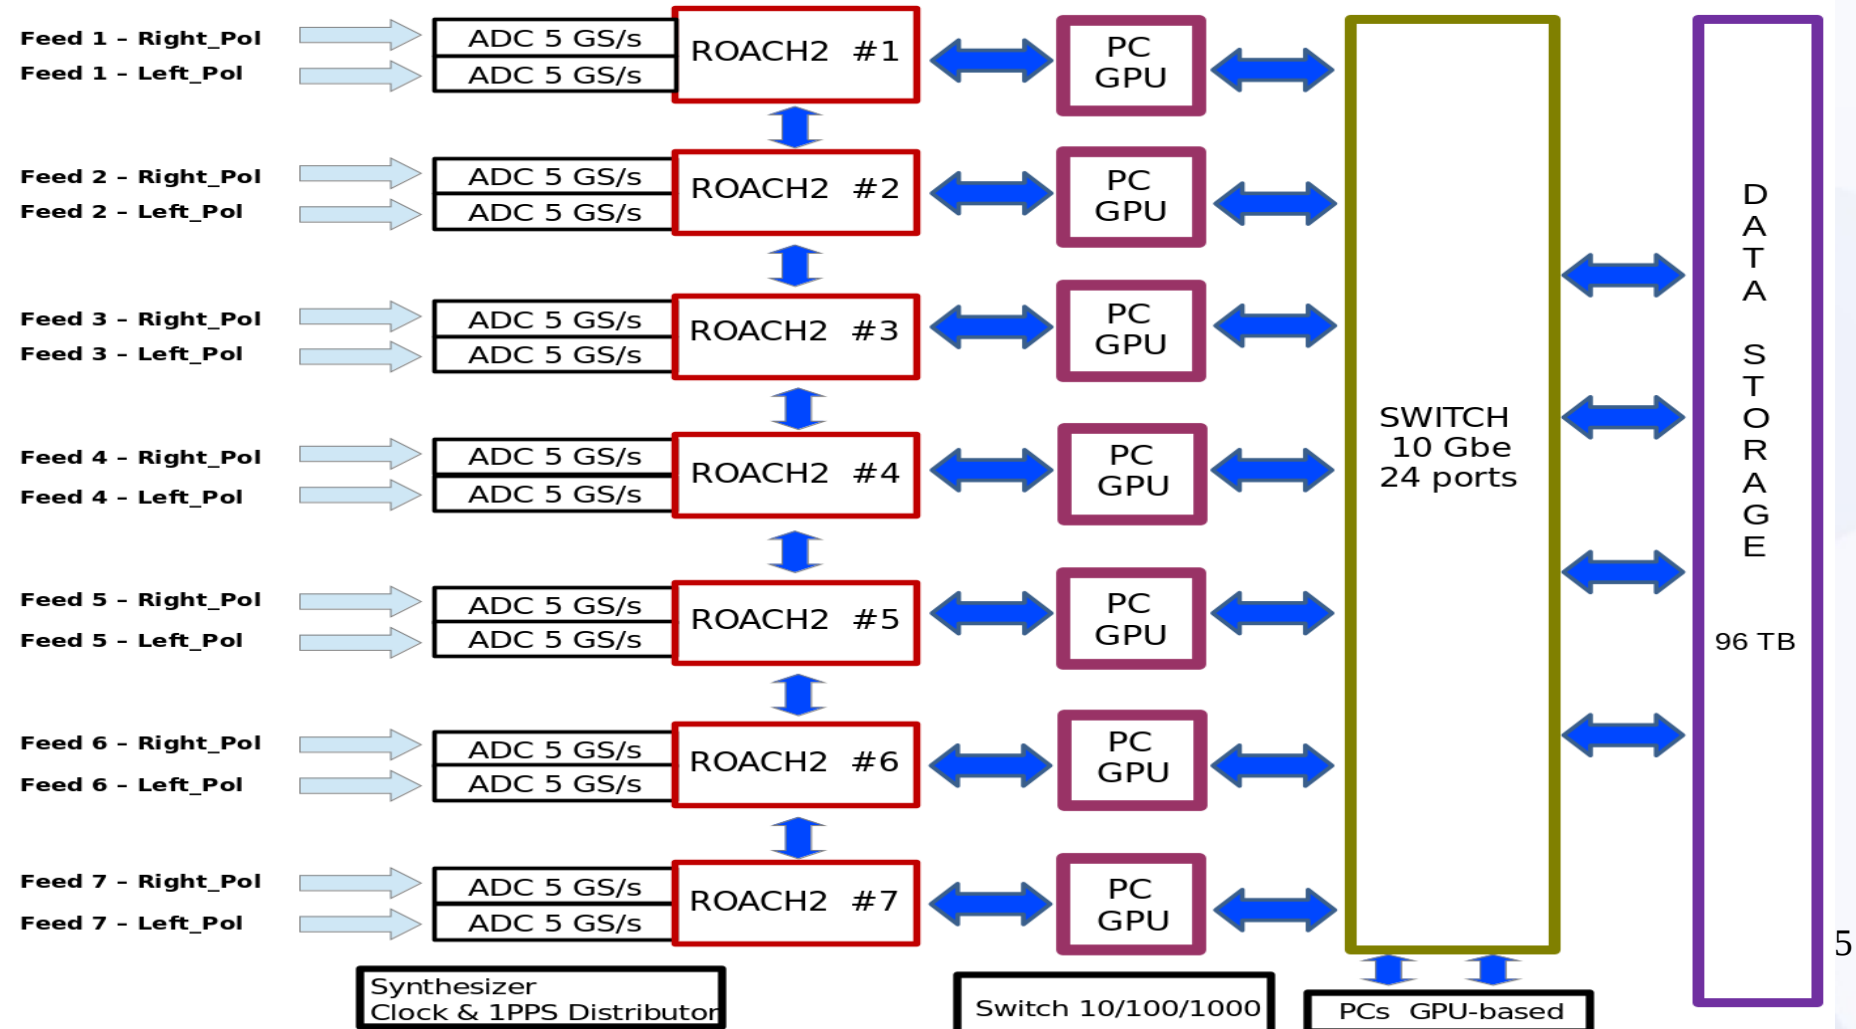 Feed 1 – Right_Pol
Feed 1 – Left_Pol
ADC 5 GS/s
ADC 5 GS/s
ROACH2 #1
PC
GPU
Feed 2 – Right_Pol
Feed 2 – Left_Pol
ADC 5 GS/s
ADC 5 GS/s
ROACH2 #2
PC
GPU
Feed 3 – Right_Pol
Feed 3 – Left_Pol
ADC 5 GS/s
ADC 5 GS/s
ROACH2 #3
PC
GPU
Feed 4 – Right_Pol
Feed 4 – Left_Pol
ADC 5 GS/s
ADC 5 GS/s
ROACH2 #4
PC
GPU
Feed 5 – Right_Pol
Feed 5 – Left_Pol
ADC 5 GS/s
ADC 5 GS/s
ROACH2 #5
PC
GPU
Feed 6 – Right_Pol
Feed 6 – Left_Pol
ADC 5 GS/s
ADC 5 GS/s
ROACH2 #6
PC
GPU
Feed 7 – Right_Pol
Feed 7 – Left_Pol
ADC 5 GS/s
ADC 5 GS/s
ROACH2 #7
PC
GPU
SWITCH
10 Gbe
24 ports
DATA STORAGE
96 TB
5
Synthesizer
Clock & 1PPS Distributor
Switch 10/100/1000
PCs GPU-based